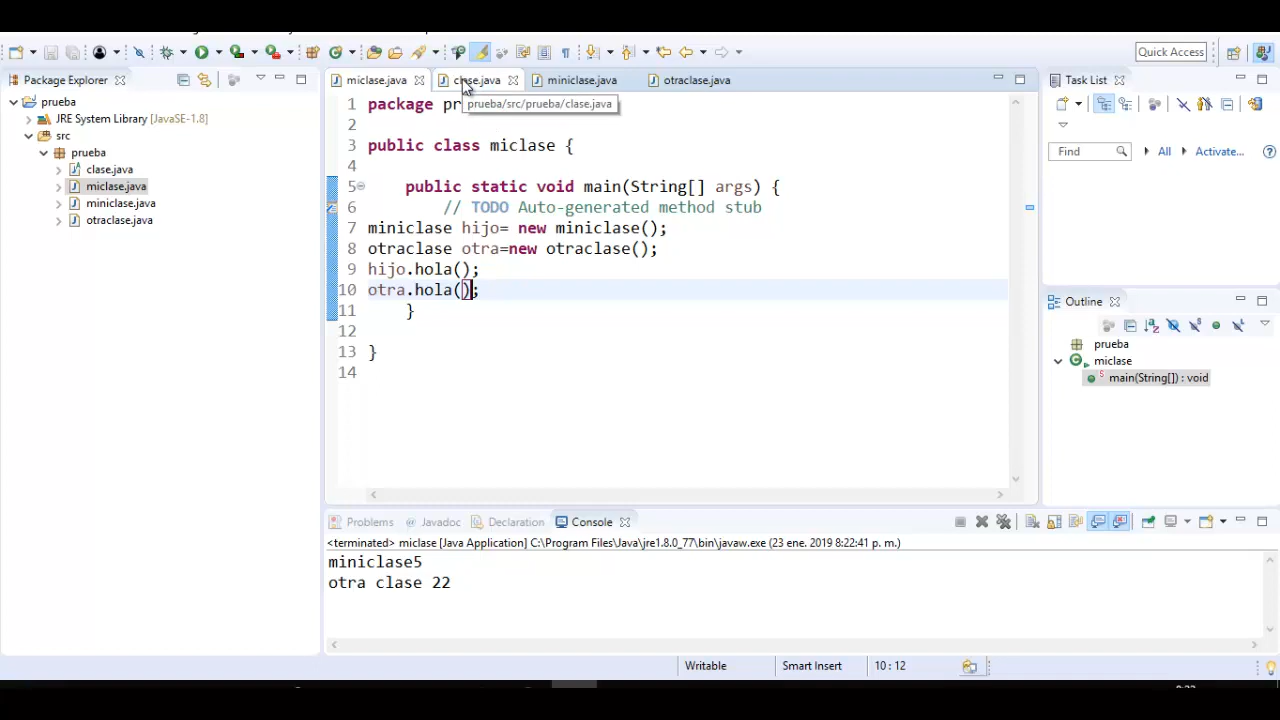 Quick Access
Package Explorer
prueba
JRE System Library [JavaSE-1.8]
src
prueba
clase.java
miclase.java
miniclase.java
otraclase.java
miclase.java
clase.java
miniclase.java
otraclase.java
prueba/src/prueba/clase.java
1 package pr
2
3 public class miclase {
4
5 public static void main(String[] args) {
6 // TODO Auto-generated method stub
7 miniclase hijo= new miniclase();
8 otraclase otra=new otraclase();
9 hijo.hola();
10 otra.hola();
11 }
12
13 }
14
Task List
Find
All
Activate...
Outline
prueba
miclase
main(String[]) : void
Problems
@ Javadoc
Declaration
Console
<terminated> miclase [Java Application] C:\Program Files\Java\jre1.8.0_77\bin\javaw.exe (23 ene. 2019 8:22:41 p. m.)
miniclase5
otra clase 22
Writable
Smart Insert
10 : 12